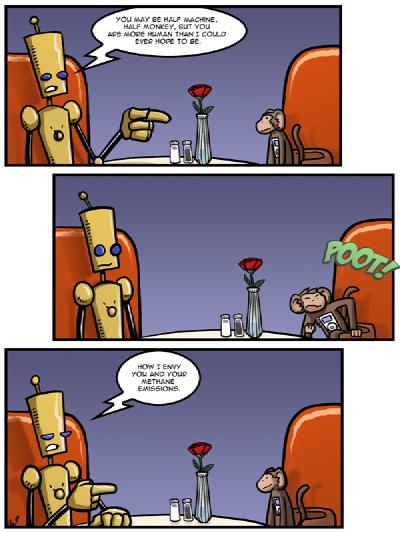 YOU MAY BE HALF MACHINE,
HALF MONKEY, BUT YOU
ARE MORE HUMAN THAN I COULD
EVER HOPE TO BE.
POOT!
HOW I ENVY
YOU AND YOUR
METHANE
EMISSIONS.